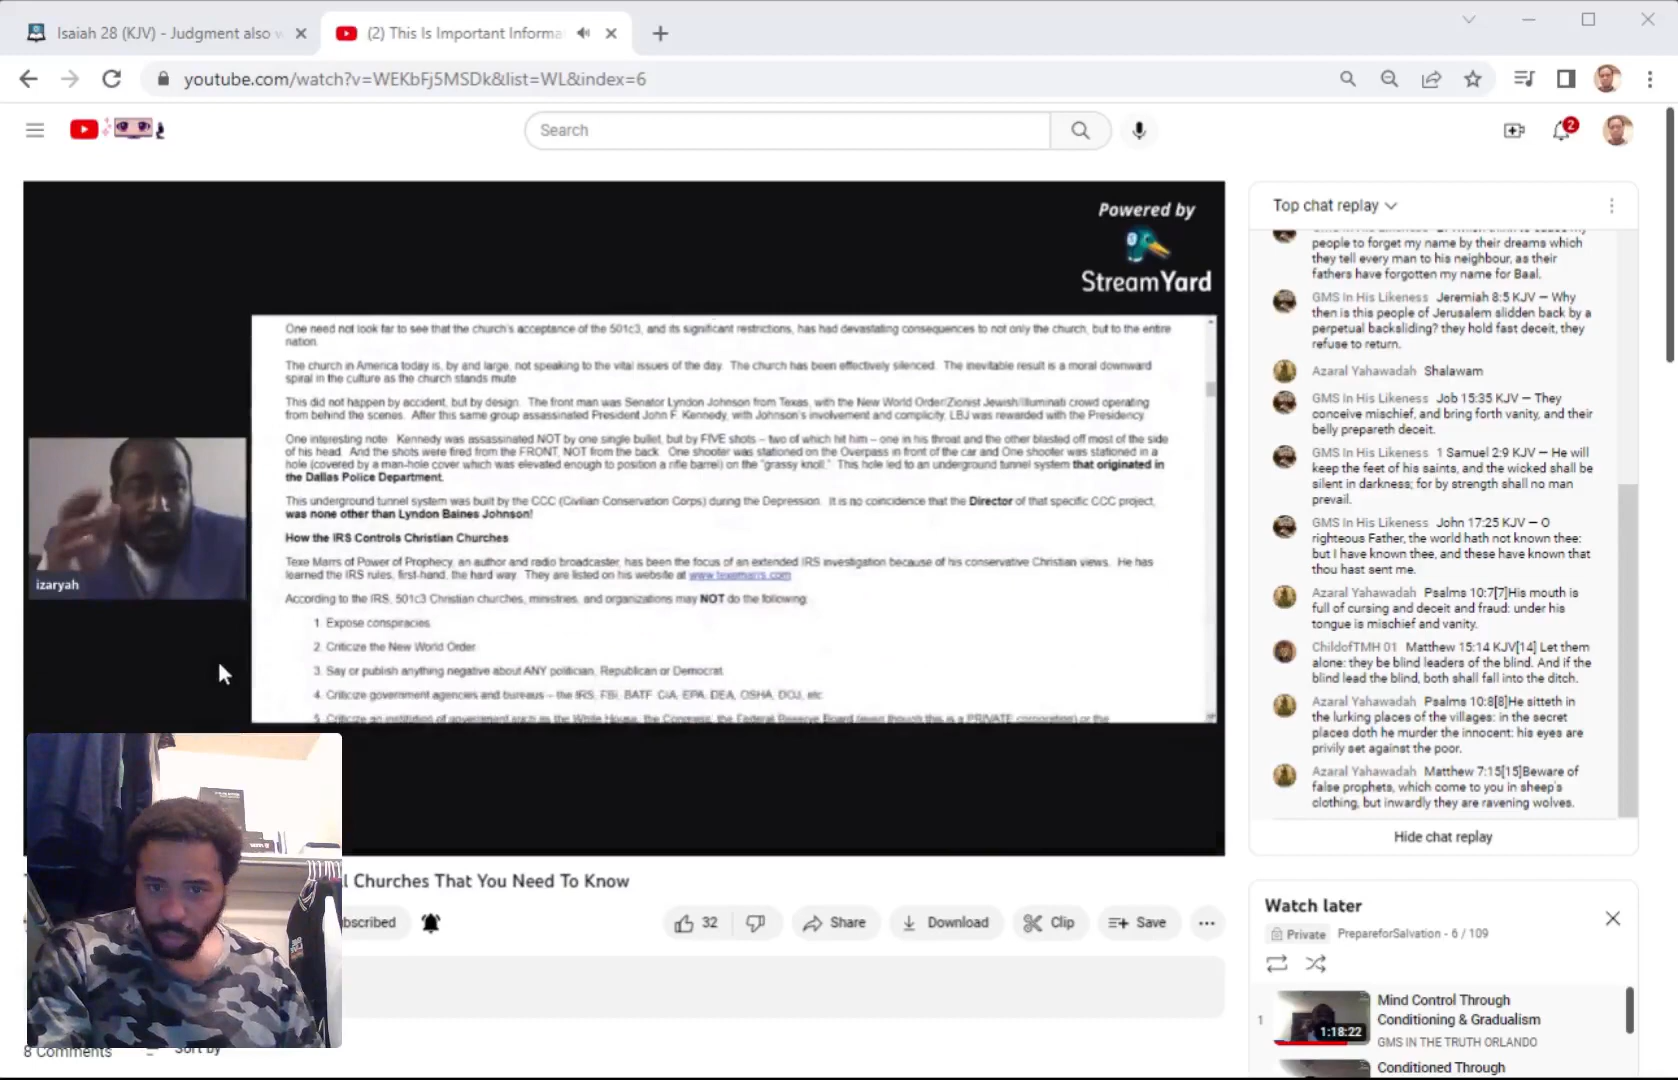 Isaiah 28 (KJV) - Judgment also w
(2) This Is Important Informa
youtube.com/watch?v=WEKbFj5MSDk&list=WL&index=6
Search
2
Powered by
StreamYard
One need not look far to see that the church's acceptance of the 501c3, and its significant restrictions, has had devastating consequences to not only the church, but to the entire
nation.
The church in America today is, by and large, not speaking to the vital issues of the day. The church has been effectively silenced. The inevitable result is a moral downward
spiral in the culture as the church stands mute
This did not happen by accident, but by design. The front man was Senator Lyndon Johnson from Texas, with the New World Order/Zionist Jewish/Illuminati crowd operating
from behind the scenes. After this same group assassinated President John F. Kennedy, with Johnson's involvement and complicity, LBJ was rewarded with the Presidency.
One interesting note: Kennedy was assassinated NOT by one single bullet, but by FIVE shots – two of which hit him – one in his throat and the other blasted off most of the side
of his head. And the shots were fired from the FRONT, NOT from the back. One shooter was stationed on the Overpass in front of the car and One shooter was stationed in a
hole (covered by a man-hole cover which was elevated enough to position a rifle barrel) on the "grassy knoll." This hole led to an underground tunnel system that originated in
the Dallas Police Department.
This underground tunnel system was built by the CCC (Civilian Conservation Corps) during the Depression. It is no coincidence that the Director of that specific CCC project,
was none other than Lyndon Baines Johnson!
How the IRS Controls Christian Churches
Texe Marrs of Power of Prophecy, an author and radio broadcaster, has been the focus of an extended IRS investigation because of his conservative Christian views. He has
learned the IRS rules, first-hand, the hard way. They are listed on his website at www.texemarrs.com
According to the IRS, 501c3 Christian churches, ministries, and organizations may NOT do the following:
1. Expose conspiracies.
2. Criticize the New World Order.
3. Say or publish anything negative about ANY politician, Republican or Democrat.
4. Criticize government agencies and bureaus – the IRS, FBI, BATF, CIA, EPA, DEA, OSHA, DOJ, etc.
5. Criticize an institution of government such as the White House, the Congress, the Federal Reserve Board (even though this is a PRIVATE corporation) or the
izaryah
l Churches That You Need To Know
bscribed
32
Share
Download
Clip
Save
8 Comments
Sort by
Top chat replay
people to forget my name by their dreams which
they tell every man to his neighbour, as their
fathers have forgotten my name for Baal.
GMS In His Likeness Jeremiah 8:5 KJV — Why
then is this people of Jerusalem slidden back by a
perpetual backsliding? they hold fast deceit, they
refuse to return.
Azaral Yahawadah Shalawam
GMS In His Likeness Job 15:35 KJV — They
conceive mischief, and bring forth vanity, and their
belly prepareth deceit.
GMS In His Likeness 1 Samuel 2:9 KJV — He will
keep the feet of his saints, and the wicked shall be
silent in darkness; for by strength shall no man
prevail.
GMS In His Likeness John 17:25 KJV — O
righteous Father, the world hath not known thee:
but I have known thee, and these have known that
thou hast sent me.
Azaral Yahawadah Psalms 10:7[7]His mouth is
full of cursing and deceit and fraud: under his
tongue is mischief and vanity.
ChildofTMH 01 Matthew 15:14 KJV[14] Let them
alone: they be blind leaders of the blind. And if the
blind lead the blind, both shall fall into the ditch.
Azaral Yahawadah Psalms 10:8[8]He sitteth in
the lurking places of the villages: in the secret
places doth he murder the innocent: his eyes are
privily set against the poor.
Azaral Yahawadah Matthew 7:15[15]Beware of
false prophets, which come to you in sheep's
clothing, but inwardly they are ravening wolves.
Hide chat replay
Watch later
Private PrepareforSalvation - 6 / 109
1
1:18:22
Mind Control Through
Conditioning & Gradualism
GMS IN THE TRUTH ORLANDO
Conditioned Through